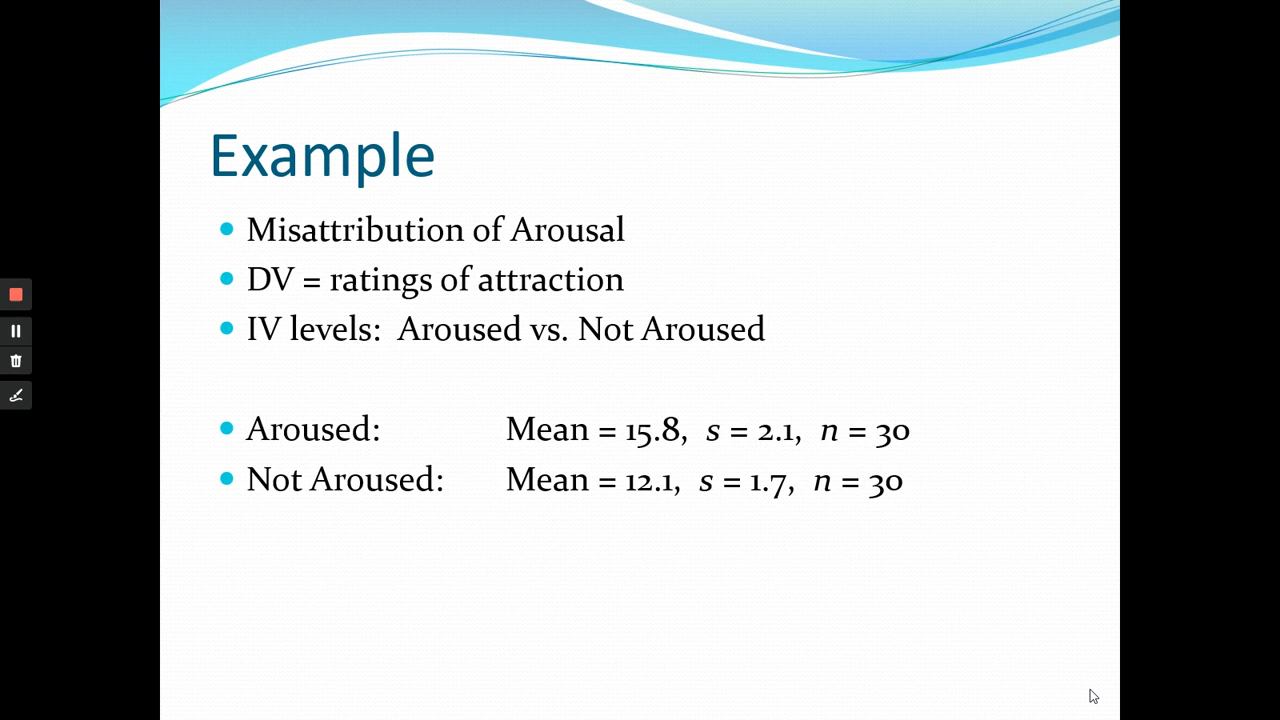 Example
Misattribution of Arousal
DV = ratings of attraction
IV levels: Aroused vs. Not Aroused
Aroused: Mean = 15.8, s = 2.1, n = 30
Not Aroused: Mean = 12.1, s = 1.7, n = 30